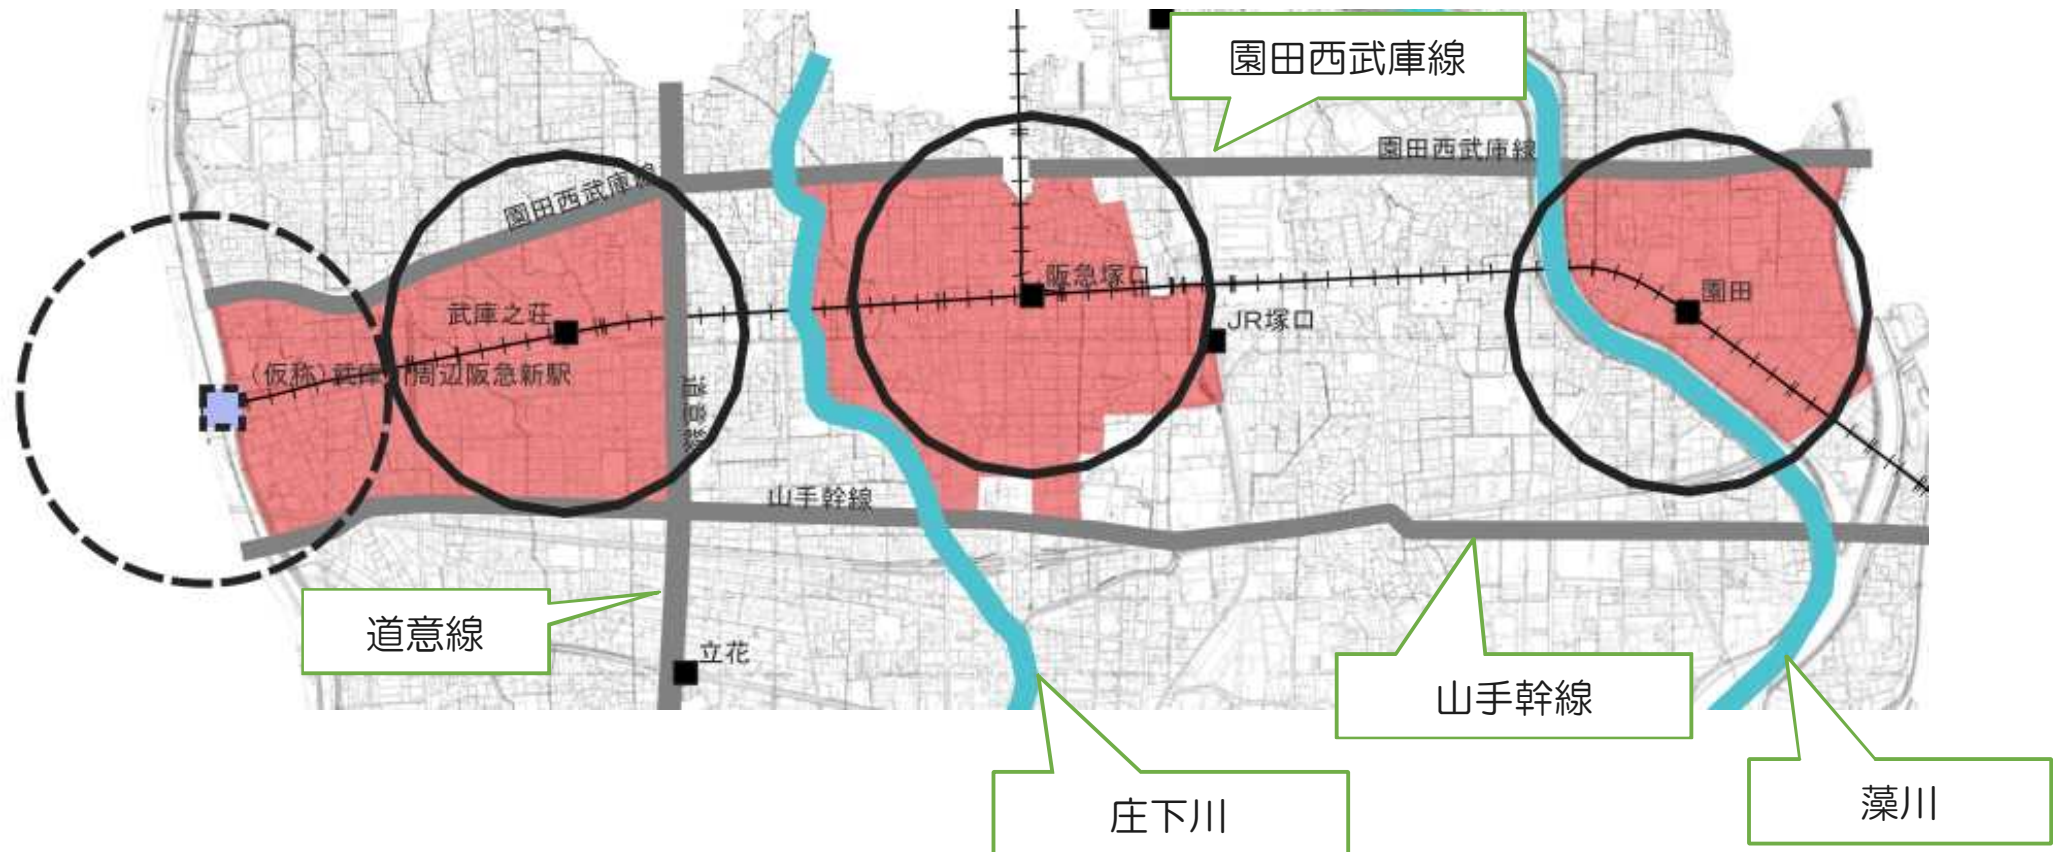 園田西武庫線
園田西武庫線
園田西武庫線
阪急塚口
園田
武庫之荘
JR塚口
(仮称)武庫川周辺阪急新駅
道意線
山手幹線
道意線
立花
山手幹線
庄下川
藻川